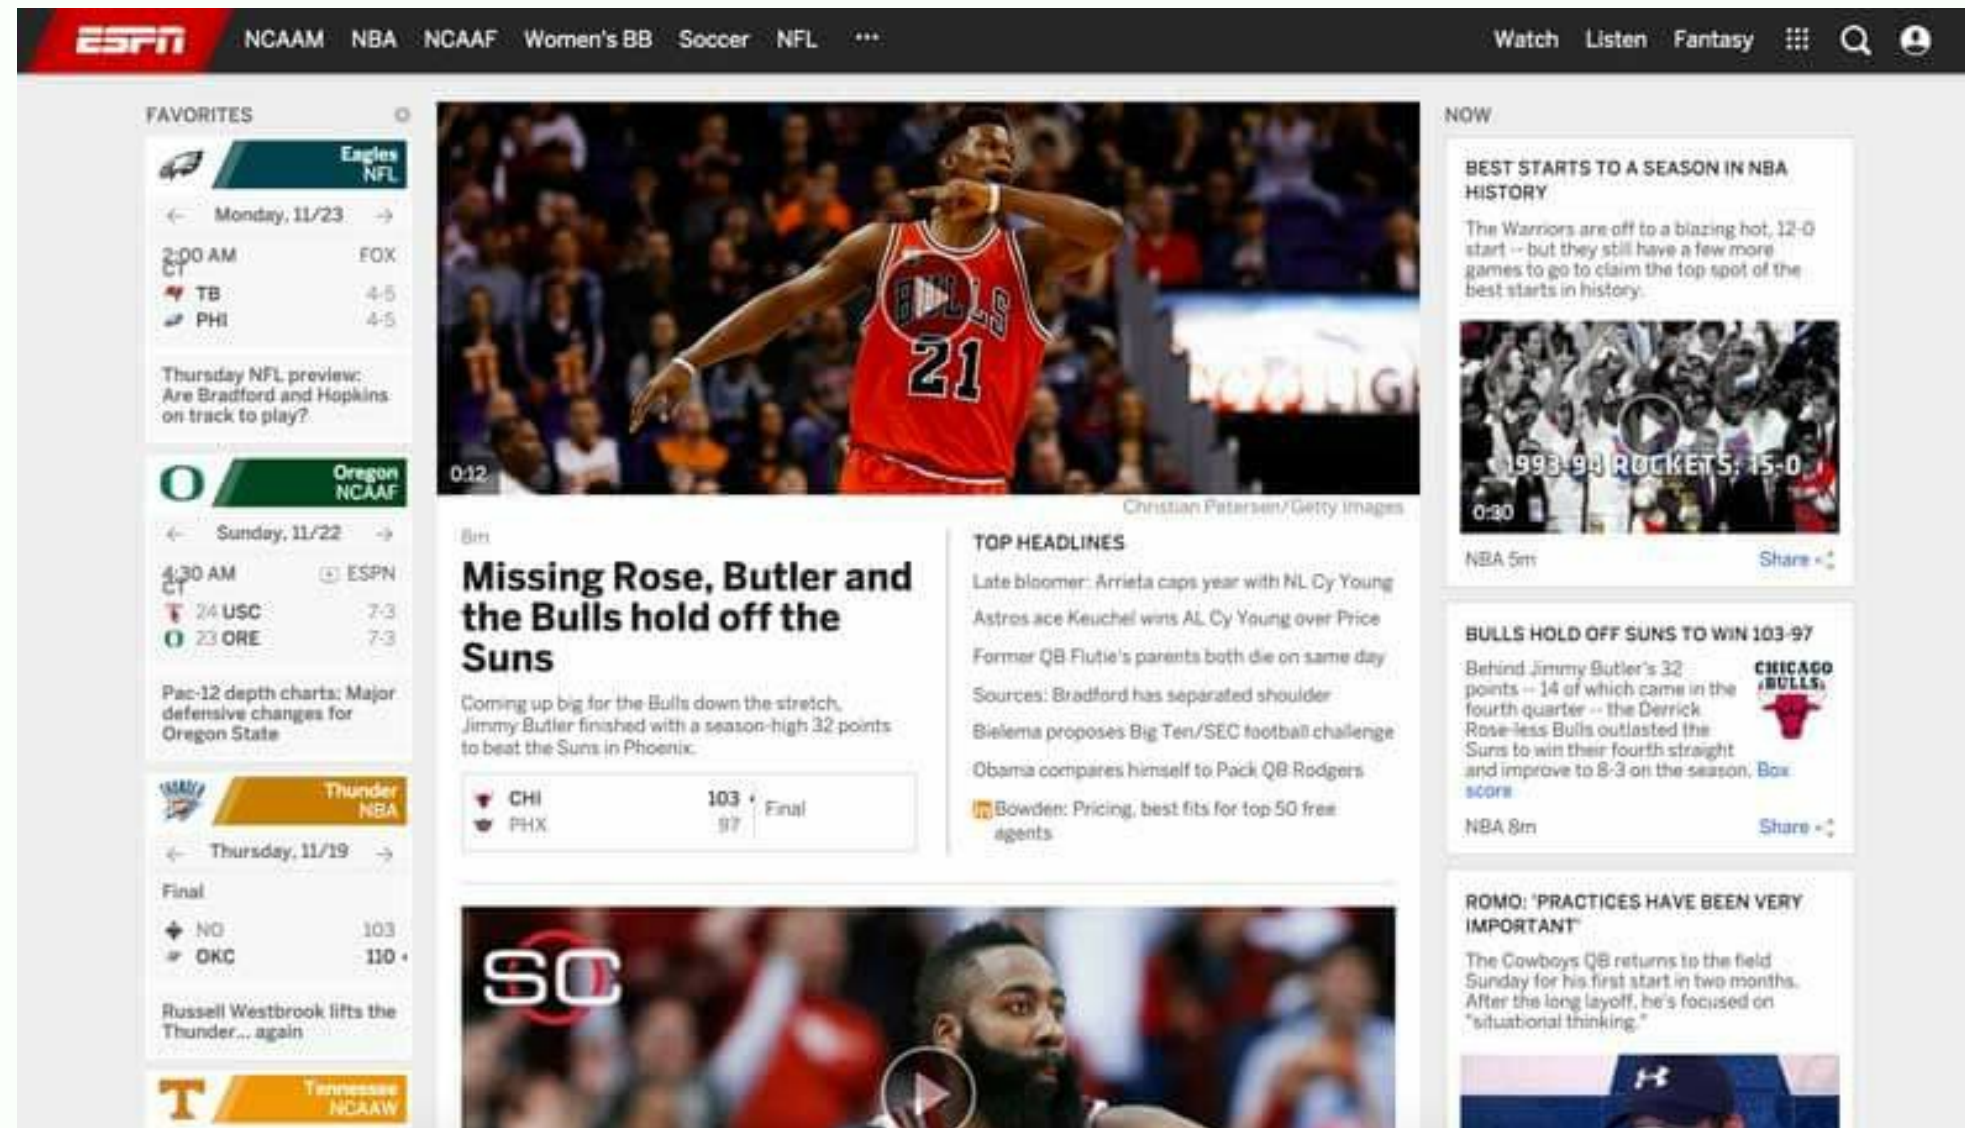 ESPN
NCAAM NBA NCAAF Women's BB Soccer NFL ···
Watch Listen Fantasy
FAVORITES
Eagles
NFL
← Monday, 11/23 →
2:00 AM FOX
CT
TB 4-5
PHI 4-5
Thursday NFL preview:
Are Bradford and Hopkins
on track to play?
O
Oregon
NCAAF
← Sunday, 11/22 →
4:30 AM ESPN
CT
24 USC 7-3
23 ORE 7-3
Pac-12 depth charts: Major
defensive changes for
Oregon State
Thunder
NBA
← Thursday, 11/19 →
Final
NO 103
OKC 110
Russell Westbrook lifts the
Thunder... again
T
Tennessee
NCAAW
BULLS
21
0:12
Christian Petersen/Getty Images
8m
Missing Rose, Butler and
the Bulls hold off the
Suns
Coming up big for the Bulls down the stretch,
Jimmy Butler finished with a season-high 32 points
to beat the Suns in Phoenix.
CHI 103
PHX 97
Final
TOP HEADLINES
Late bloomer: Arrieta caps year with NL Cy Young
Astros ace Keuchel wins AL Cy Young over Price
Former QB Flutie's parents both die on same day
Sources: Bradford has separated shoulder
Bielema proposes Big Ten/SEC football challenge
Obama compares himself to Pack QB Rodgers
in Bowden: Pricing, best fits for top 50 free
agents
SC
NOW
BEST STARTS TO A SEASON IN NBA
HISTORY
The Warriors are off to a blazing hot, 12-0
start -- but they still have a few more
games to go to claim the top spot of the
best starts in history.
1993-94 ROCKETS: 15-0
0:30
NBA 5m Share
BULLS HOLD OFF SUNS TO WIN 103-97
Behind Jimmy Butler's 32
points -- 14 of which came in the
fourth quarter -- the Derrick
Rose-less Bulls outlasted the
Suns to win their fourth straight
and improve to 8-3 on the season. Box
score
CHICAGO
BULLS
NBA 8m Share
ROMO: 'PRACTICES HAVE BEEN VERY
IMPORTANT'
The Cowboys QB returns to the field
Sunday for his first start in two months.
After the long layoff, he's focused on
"situational thinking."